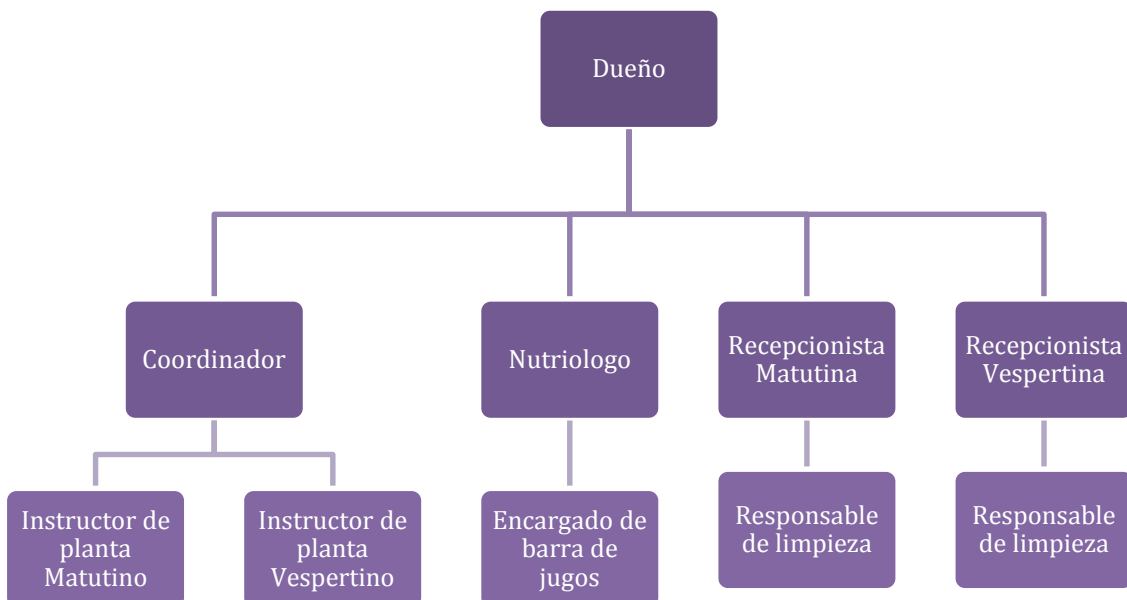 Dueño
Coordinador
Nutriologo
Recepcionista
Matutina
Recepcionista
Vespertina
Instructor de
planta
Matutino
Instructor de
planta
Vespertino
Encargado de
barra de
jugos
Responsable
de limpieza
Responsable
de limpieza